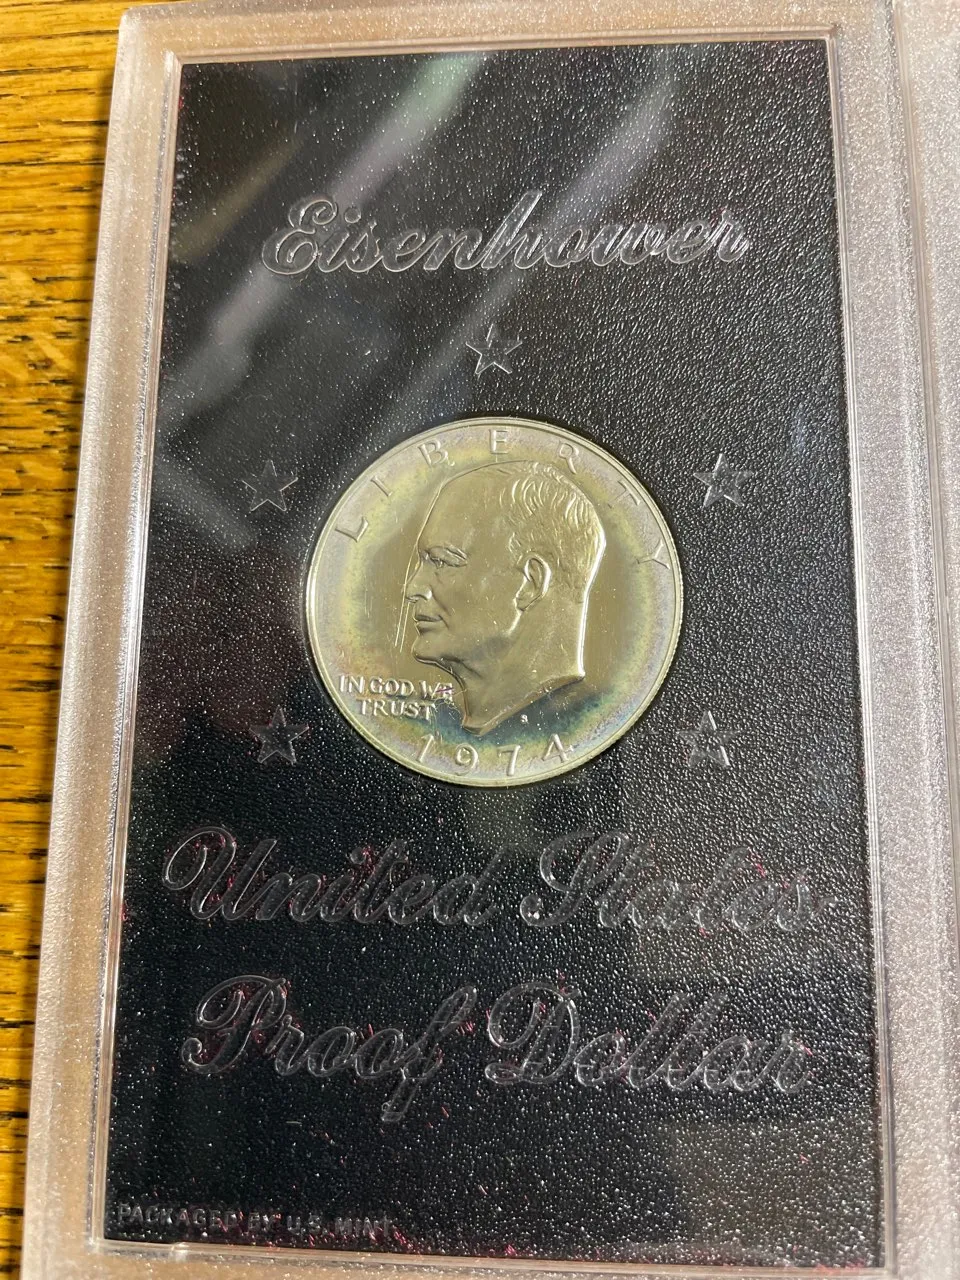 Eisenhower
LIBERTY
IN GOD WE
TRUST
S
1974
United States
Proof Dollar
PACKAGED BY U.S. MINT